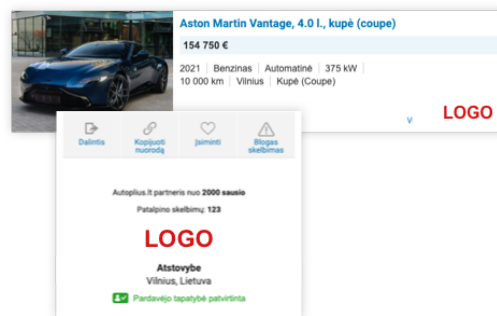 Aston Martin Vantage, 4.0 l., kupė (coupe)
154 750 €
2021 | Benzinas | Automatinė | 375 kW |
10 000 km | Vilnius | Kupė (Coupe)
LOGO
Dalintis
Kopijuoti nuorodą
Įsiminti
Blogas skelbimas
Autoplius.lt partneris nuo 2000 sausio
Patalpino skelbimų: 123
LOGO
Atstovybė
Vilnius, Lietuva
Pardavėjo tapatybė patvirtinta